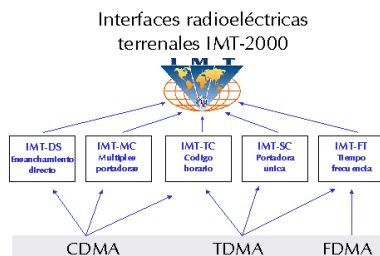 Interfaces radioeléctricas
terrenales IMT-2000
I M T
IMT-DS
Ensanchamiento
directo
IMT-MC
Múltiples
portadoras
IMT-TC
Código
horario
IMT-SC
Portadora
única
IMT-FT
Tiempo
frecuencia
CDMA
TDMA
FDMA